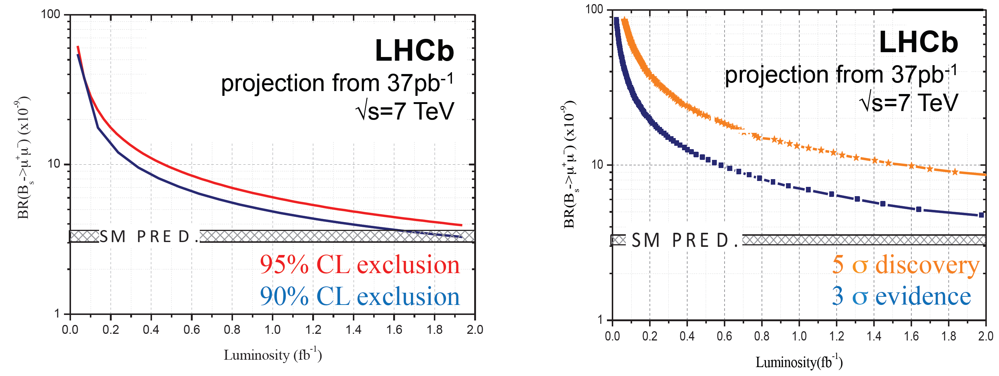 100
10
1
BR(Bs->μ+μ-) (x10-9)
LHCb
projection from 37pb-1
√s=7 TeV
SM PRED.
95% CL exclusion
90% CL exclusion
0.0 0.2 0.4 0.6 0.8 1.0 1.2 1.4 1.6 1.8 2.0
Luminosity (fb-1)
100
10
1
BR(Bs->μ+μ-) (x10-9)
LHCb
projection from 37pb-1
√s=7 TeV
SM PRED.
5 σ discovery
3 σ evidence
0.0 0.2 0.4 0.6 0.8 1.0 1.2 1.4 1.6 1.8 2.0
Luminosity(fb-1)